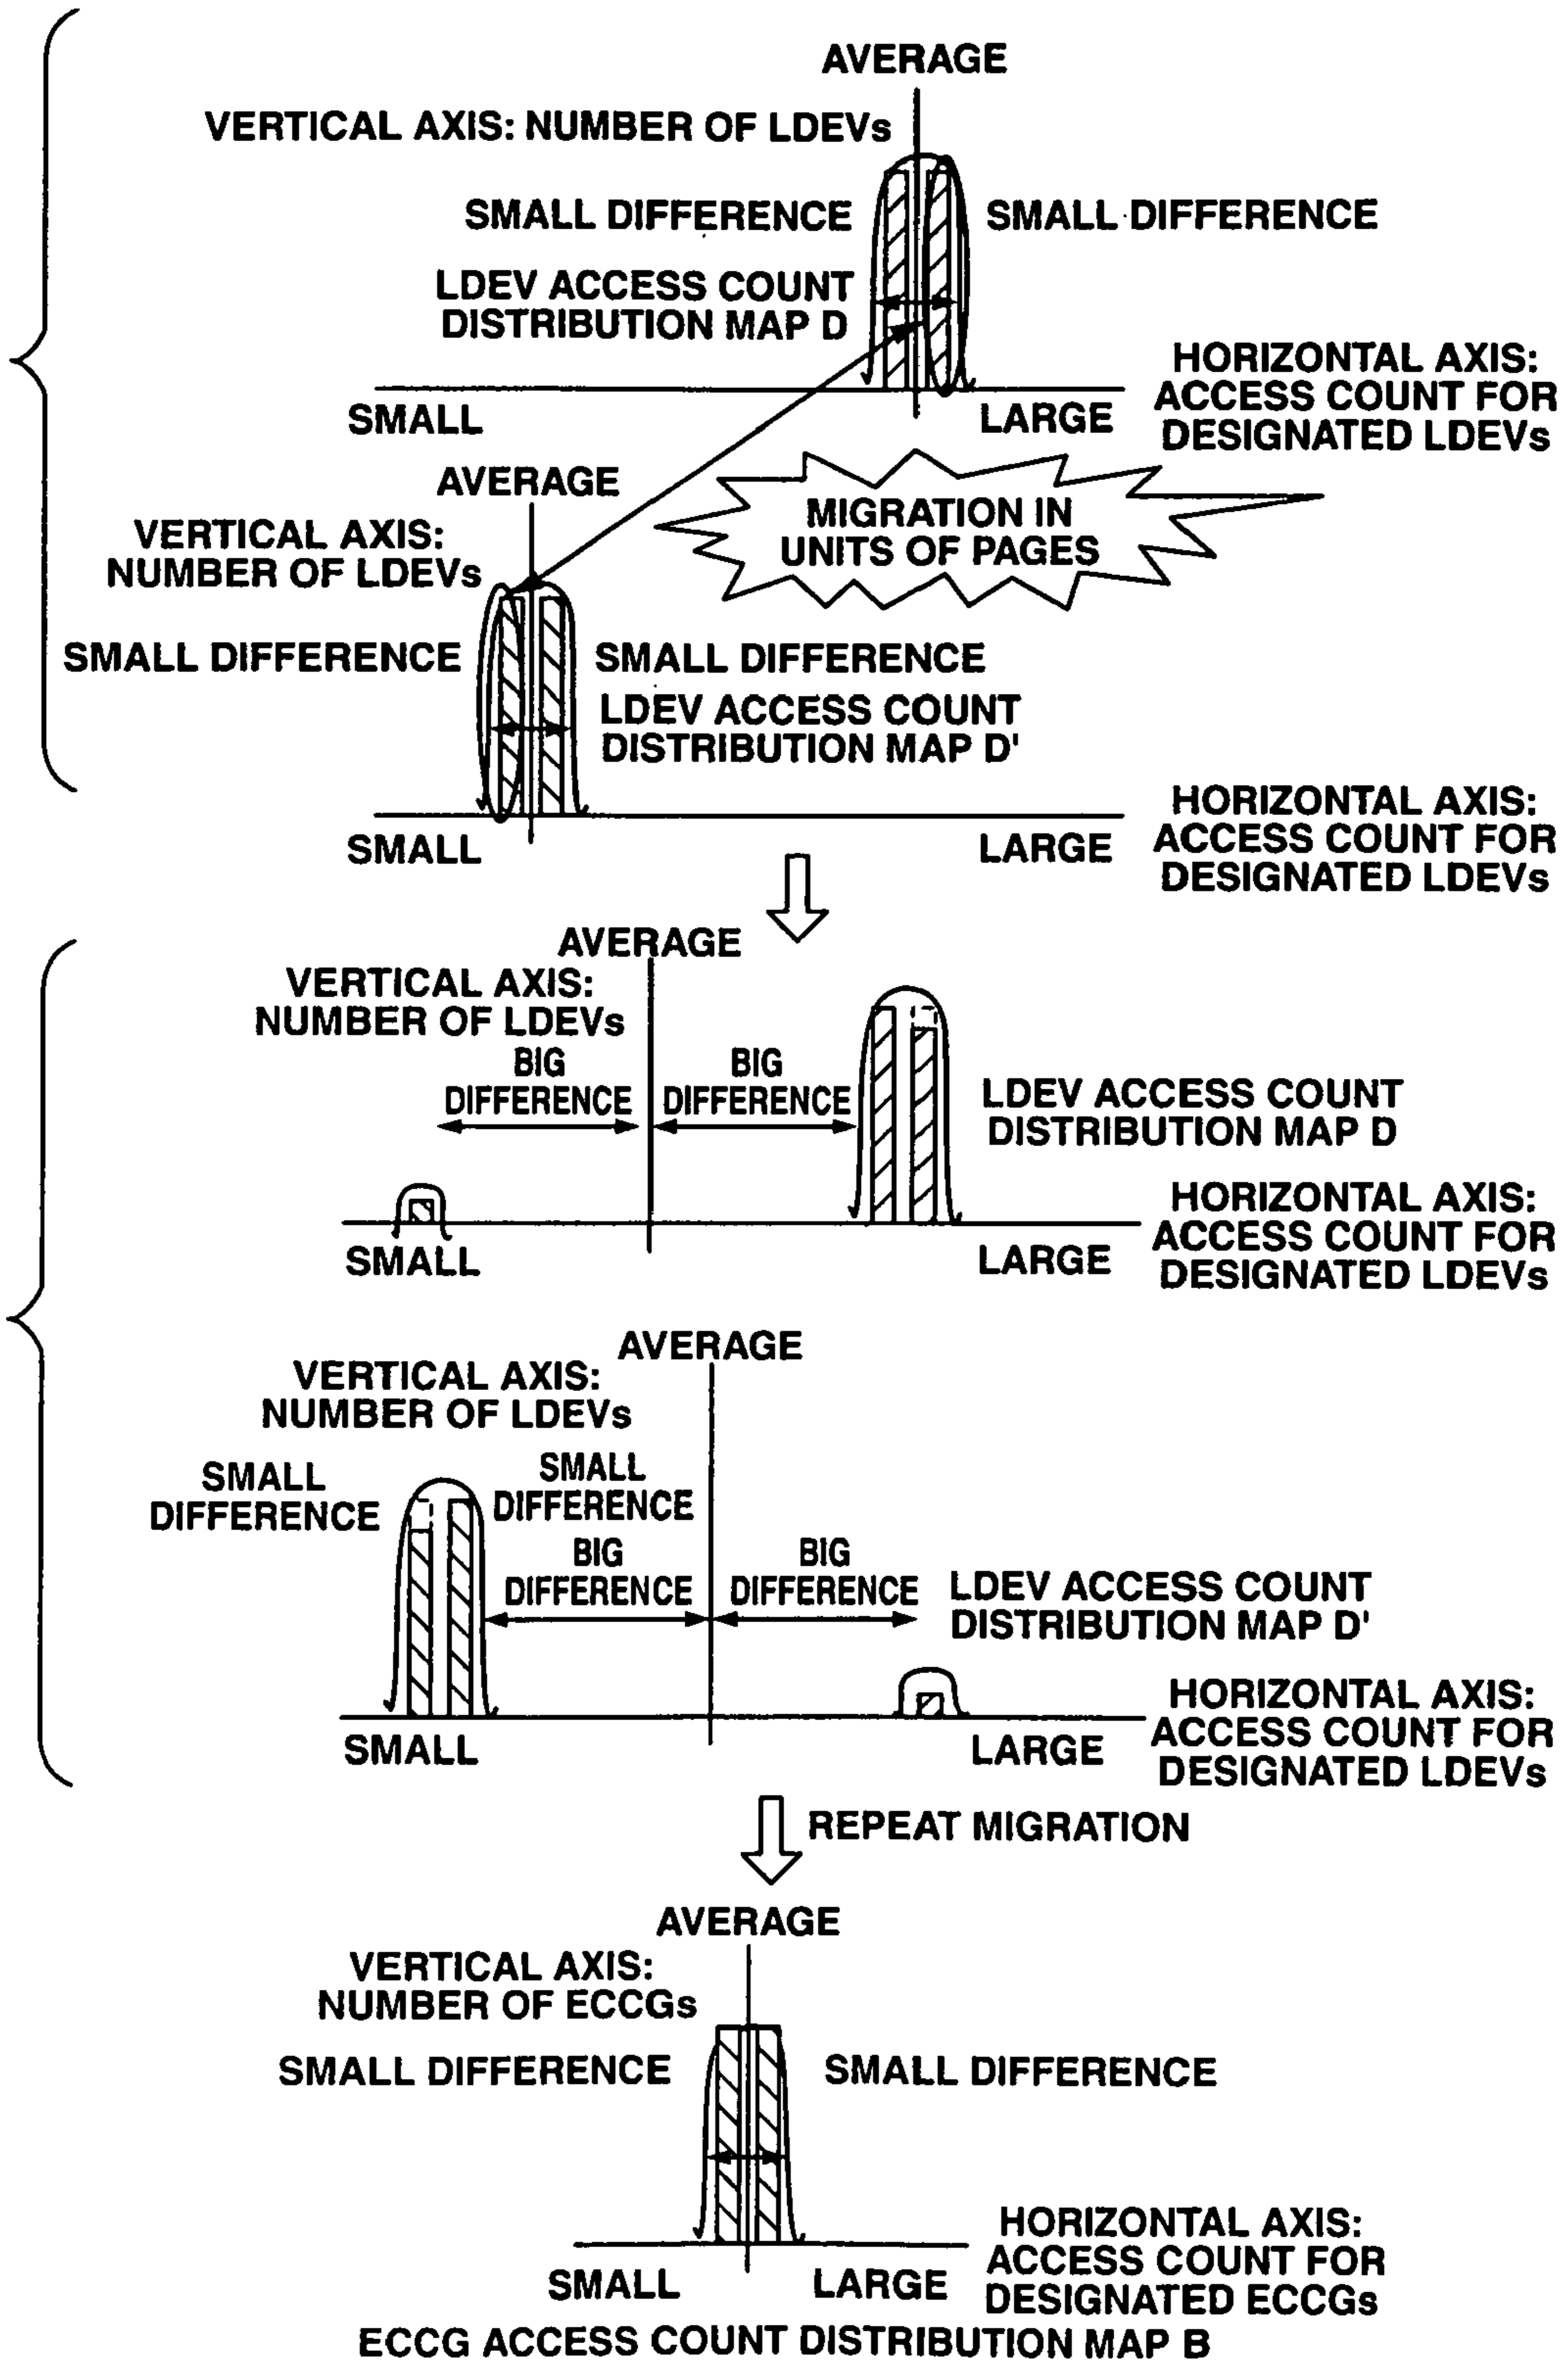 AVERAGE
VERTICAL AXIS: NUMBER OF LDEVs
SMALL DIFFERENCE
SMALL DIFFERENCE
LDEV ACCESS COUNT
DISTRIBUTION MAP D
HORIZONTAL AXIS:
ACCESS COUNT FOR
DESIGNATED LDEVs
SMALL
LARGE
AVERAGE
MIGRATION IN
UNITS OF PAGES
VERTICAL AXIS:
NUMBER OF LDEVs
SMALL DIFFERENCE
SMALL DIFFERENCE
LDEV ACCESS COUNT
DISTRIBUTION MAP D'
HORIZONTAL AXIS:
ACCESS COUNT FOR
DESIGNATED LDEVs
SMALL
LARGE
AVERAGE
VERTICAL AXIS:
NUMBER OF LDEVs
BIG
DIFFERENCE
BIG
DIFFERENCE
LDEV ACCESS COUNT
DISTRIBUTION MAP D
HORIZONTAL AXIS:
ACCESS COUNT FOR
DESIGNATED LDEVs
SMALL
LARGE
AVERAGE
VERTICAL AXIS:
NUMBER OF LDEVs
SMALL
DIFFERENCE
SMALL
DIFFERENCE
BIG
DIFFERENCE
BIG
DIFFERENCE
LDEV ACCESS COUNT
DISTRIBUTION MAP D'
HORIZONTAL AXIS:
ACCESS COUNT FOR
DESIGNATED LDEVs
SMALL
LARGE
REPEAT MIGRATION
AVERAGE
VERTICAL AXIS:
NUMBER OF ECCGs
SMALL DIFFERENCE
SMALL DIFFERENCE
HORIZONTAL AXIS:
ACCESS COUNT FOR
DESIGNATED ECCGs
SMALL
LARGE
ECCG ACCESS COUNT DISTRIBUTION MAP B